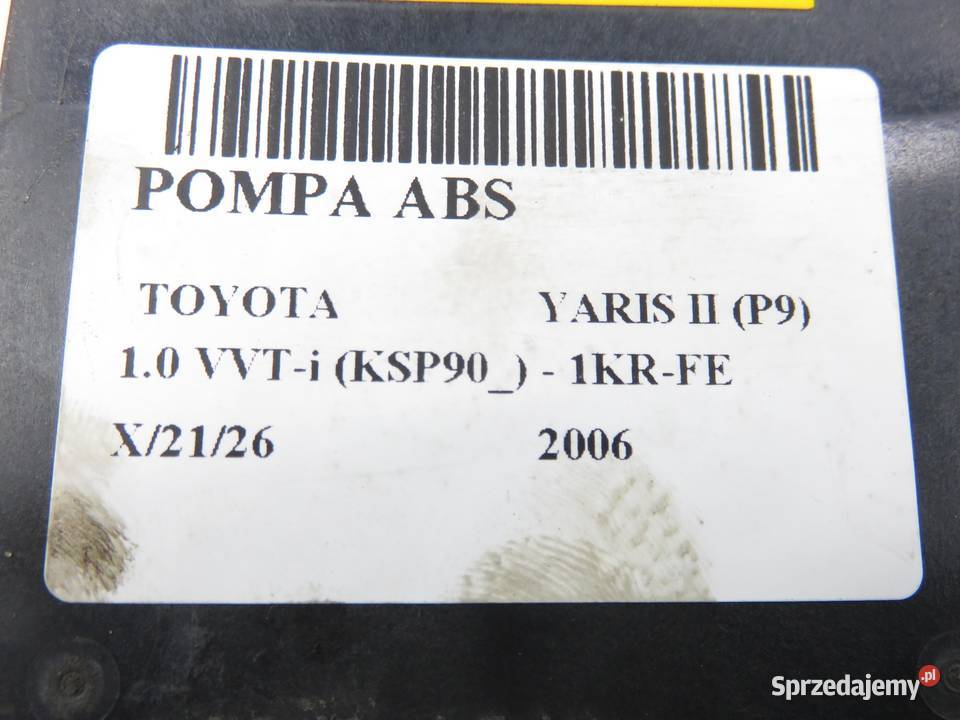 POMPA ABS
TOYOTA YARIS II (P9)
1.0 VVT-i (KSP90_) - 1KR-FE
X/21/26 2006
Sprzedajemy.pl